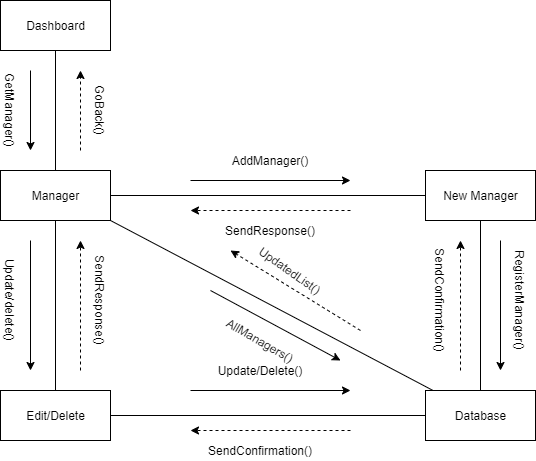 Dashboard
GetManager()
GoBack()
Manager
AddManager()
New Manager
SendResponse()
UpdatedList()
Update/delete()
SendResponse()
SendConfirmation()
RegisterManager()
AllManagers()
Update/Delete()
Edit/Delete
Database
SendConfirmation()